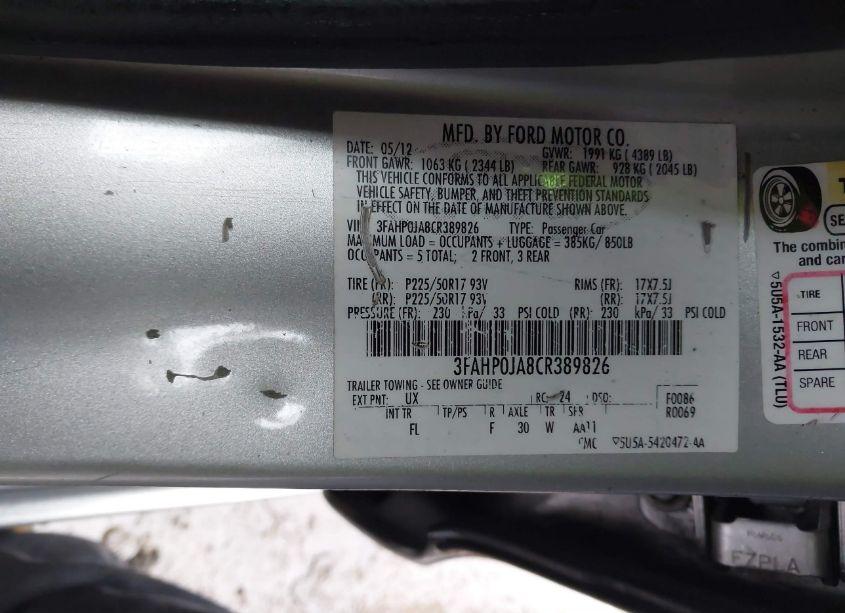 MFD. BY FORD MOTOR CO.
DATE: 05/12 GVWR: 1991 KG ( 4389 LB)
FRONT GAWR: 1063 KG ( 2344 LB) REAR GAWR: 928 KG ( 2045 LB)
THIS VEHICLE CONFORMS TO ALL APPLICABLE FEDERAL MOTOR
VEHICLE SAFETY, BUMPER, AND THEFT PREVENTION STANDARDS
IN EFFECT ON THE DATE OF MANUFACTURE SHOWN ABOVE.
VIN: 3FAHP0JA8CR389826 TYPE: Passenger Car
MAXIMUM LOAD = OCCUPANTS + LUGGAGE = 385KG/ 850LB
OCCUPANTS = 5 TOTAL; 2 FRONT, 3 REAR
TIRE (FR): P225/50R17 93V RIMS (FR): 17X7.5J
(RR): P225/50R17 93V (RR): 17X7.5J
PRESSURE (FR): 230 kPa/ 33 PSI COLD (RR): 230 kPa/ 33 PSI COLD
3FAHP0JA8CR389826
TRAILER TOWING - SEE OWNER GUIDE
EXT PNT: UX RC: 24 DSO: F0086
INT TR TP/PS R AXLE TR SPR R0069
FL F 30 W AA11
▽5U5A-5420472-AA
The combin
and car
TIRE
FRONT
REAR
SPARE
▽5U5A-1532-AA (TLU)